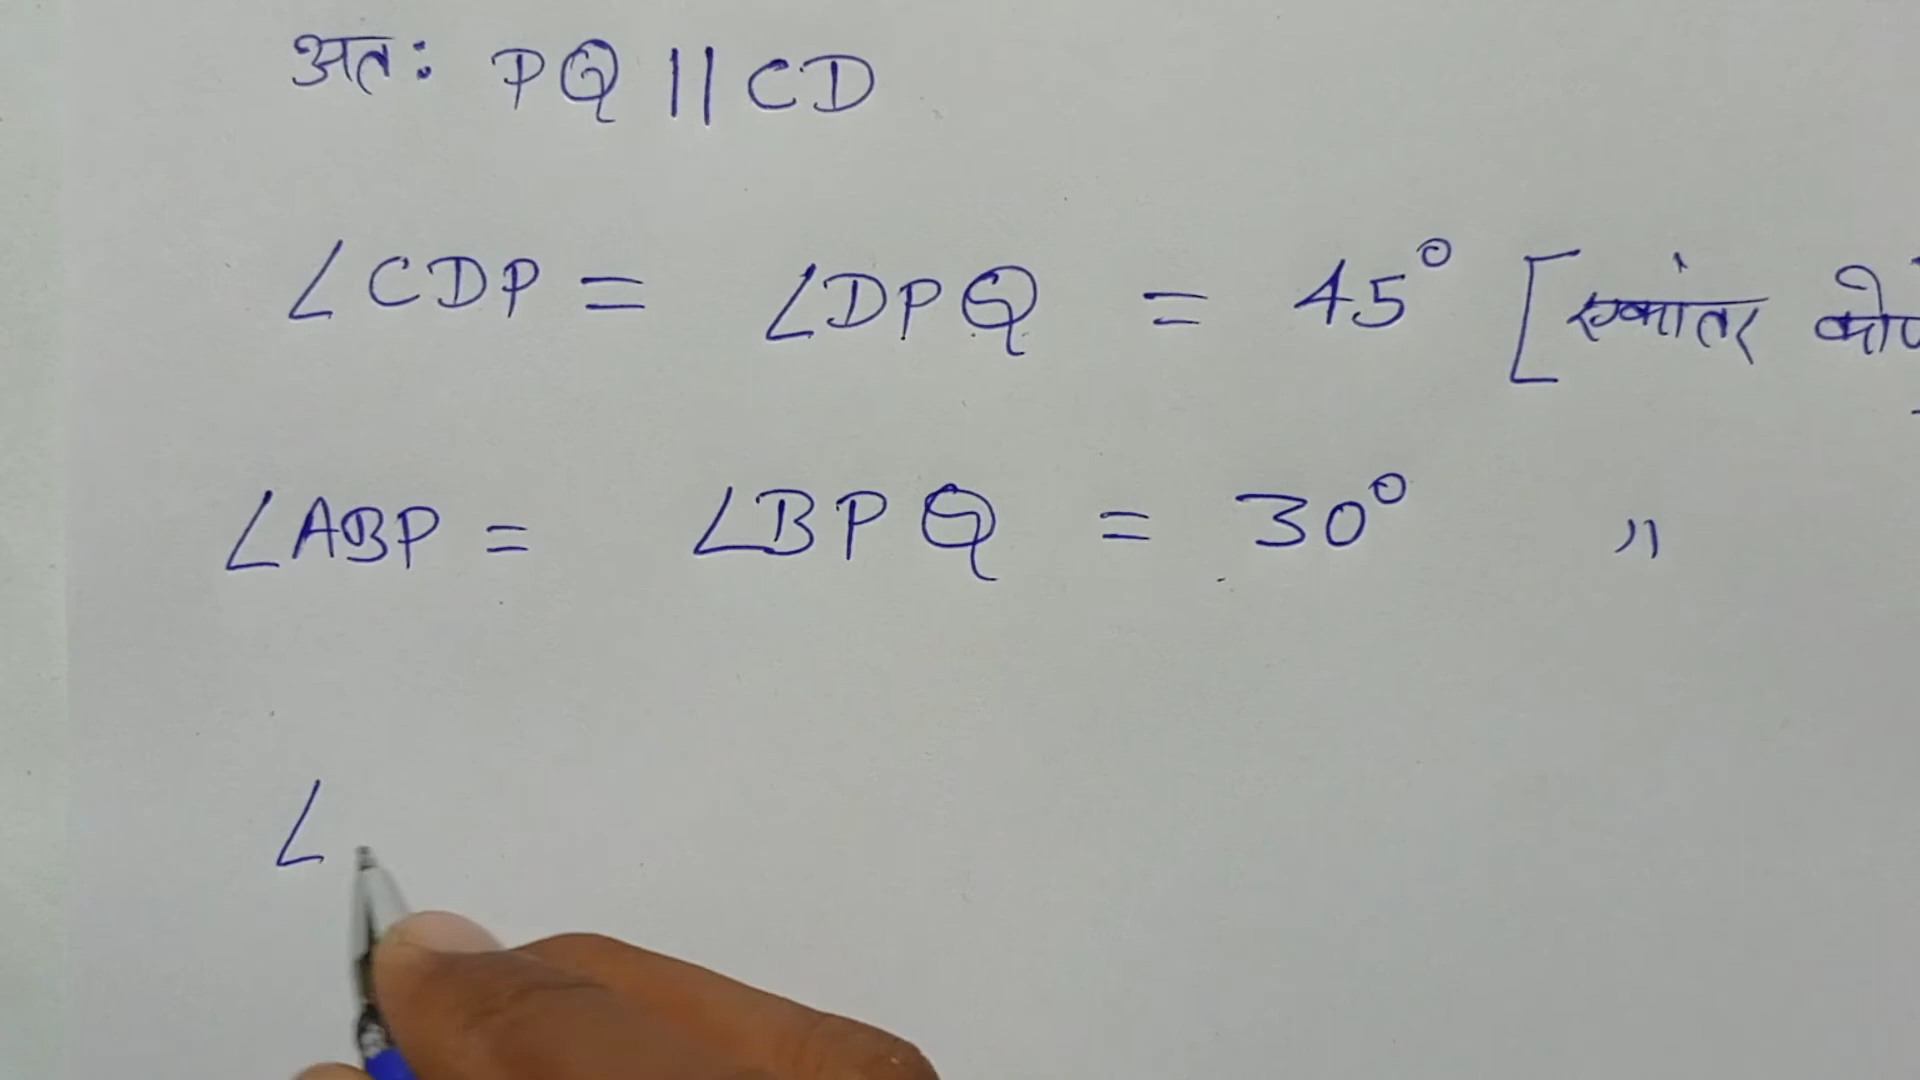 अतः PQ || CD
∠CDP = ∠DPQ = 45° [एकांतर
∠ABP = ∠BPQ = 30° "
∠